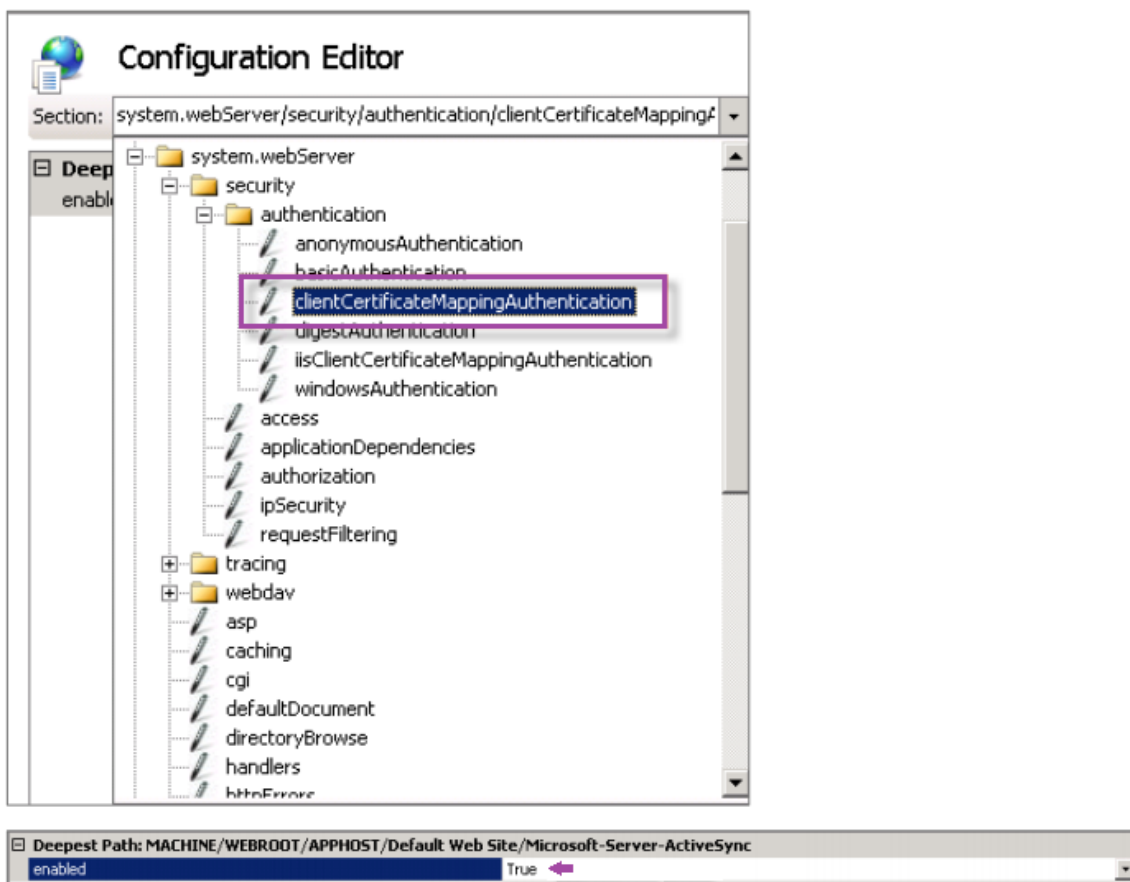 Configuration Editor
Section: system.webServer/security/authentication/clientCertificateMapping
Deep
enabl
system.webServer
security
authentication
anonymousAuthentication
basicAuthentication
clientCertificateMappingAuthentication
digestAuthentication
iisClientCertificateMappingAuthentication
windowsAuthentication
access
applicationDependencies
authorization
ipSecurity
requestFiltering
tracing
webdav
asp
caching
cgi
defaultDocument
directoryBrowse
handlers
httpErrors
Deepest Path: MACHINE/WEBROOT/APPHOST/Default Web Site/Microsoft-Server-ActiveSync
enabled True